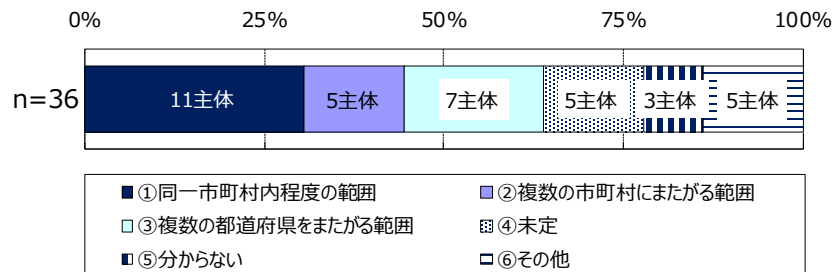 0% 25% 50% 75% 100%
n=36 11主体 5主体 7主体 5主体 3主体 5主体
①同一市町村内程度の範囲 ②複数の市町村にまたがる範囲
③複数の都道府県をまたがる範囲 ④未定
⑤分からない ⑥その他